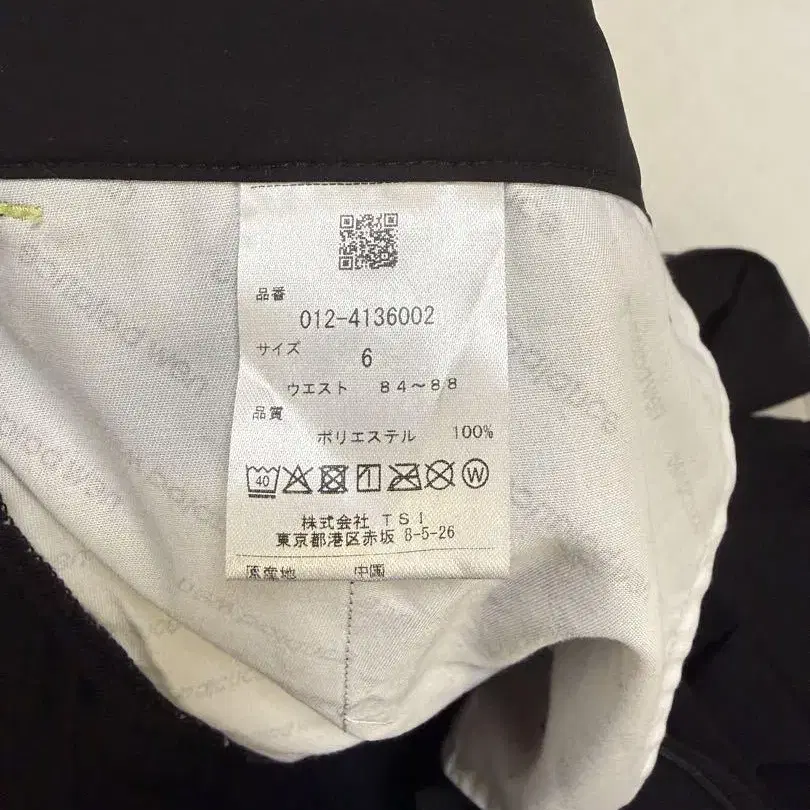 品番
012-4136002
サイズ
6
ウエスト 84～88
品質
ポリエステル 100%
40
W
株式会社 TSI
東京都港区赤坂 8-5-26
原産地 中国